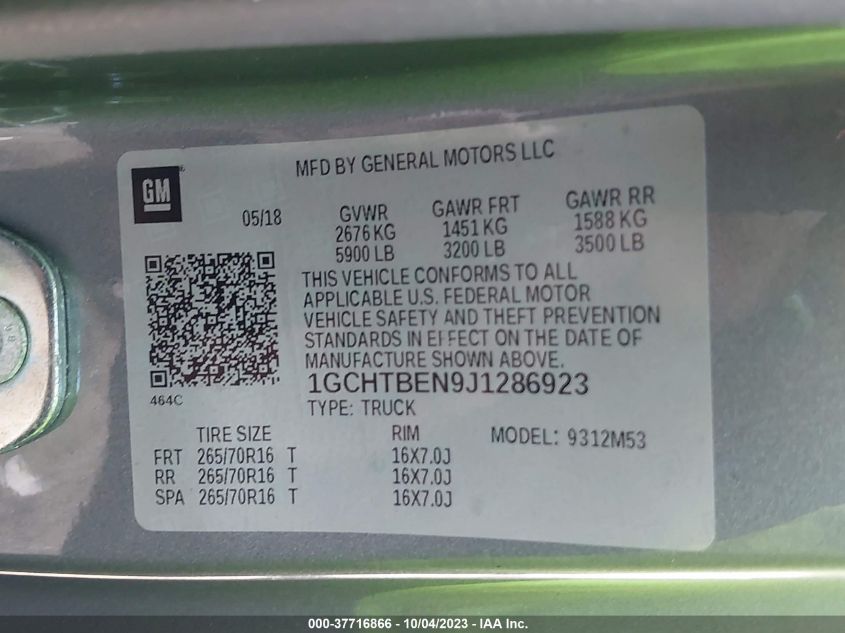 GM
MFD BY GENERAL MOTORS LLC
05/18
GVWR GAWR FRT GAWR RR
2676 KG 1451 KG 1588 KG
5900 LB 3200 LB 3500 LB
THIS VEHICLE CONFORMS TO ALL
APPLICABLE U.S. FEDERAL MOTOR
VEHICLE SAFETY AND THEFT PREVENTION
STANDARDS IN EFFECT ON THE DATE OF
MANUFACTURE SHOWN ABOVE.
1GCHTBEN9J1286923
464C
TYPE: TRUCK
TIRE SIZE RIM MODEL: 9312M53
FRT 265/70R16 T 16X7.0J
RR 265/70R16 T 16X7.0J
SPA 265/70R16 T 16X7.0J
000-37716866 - 10/04/2023 - IAA Inc.